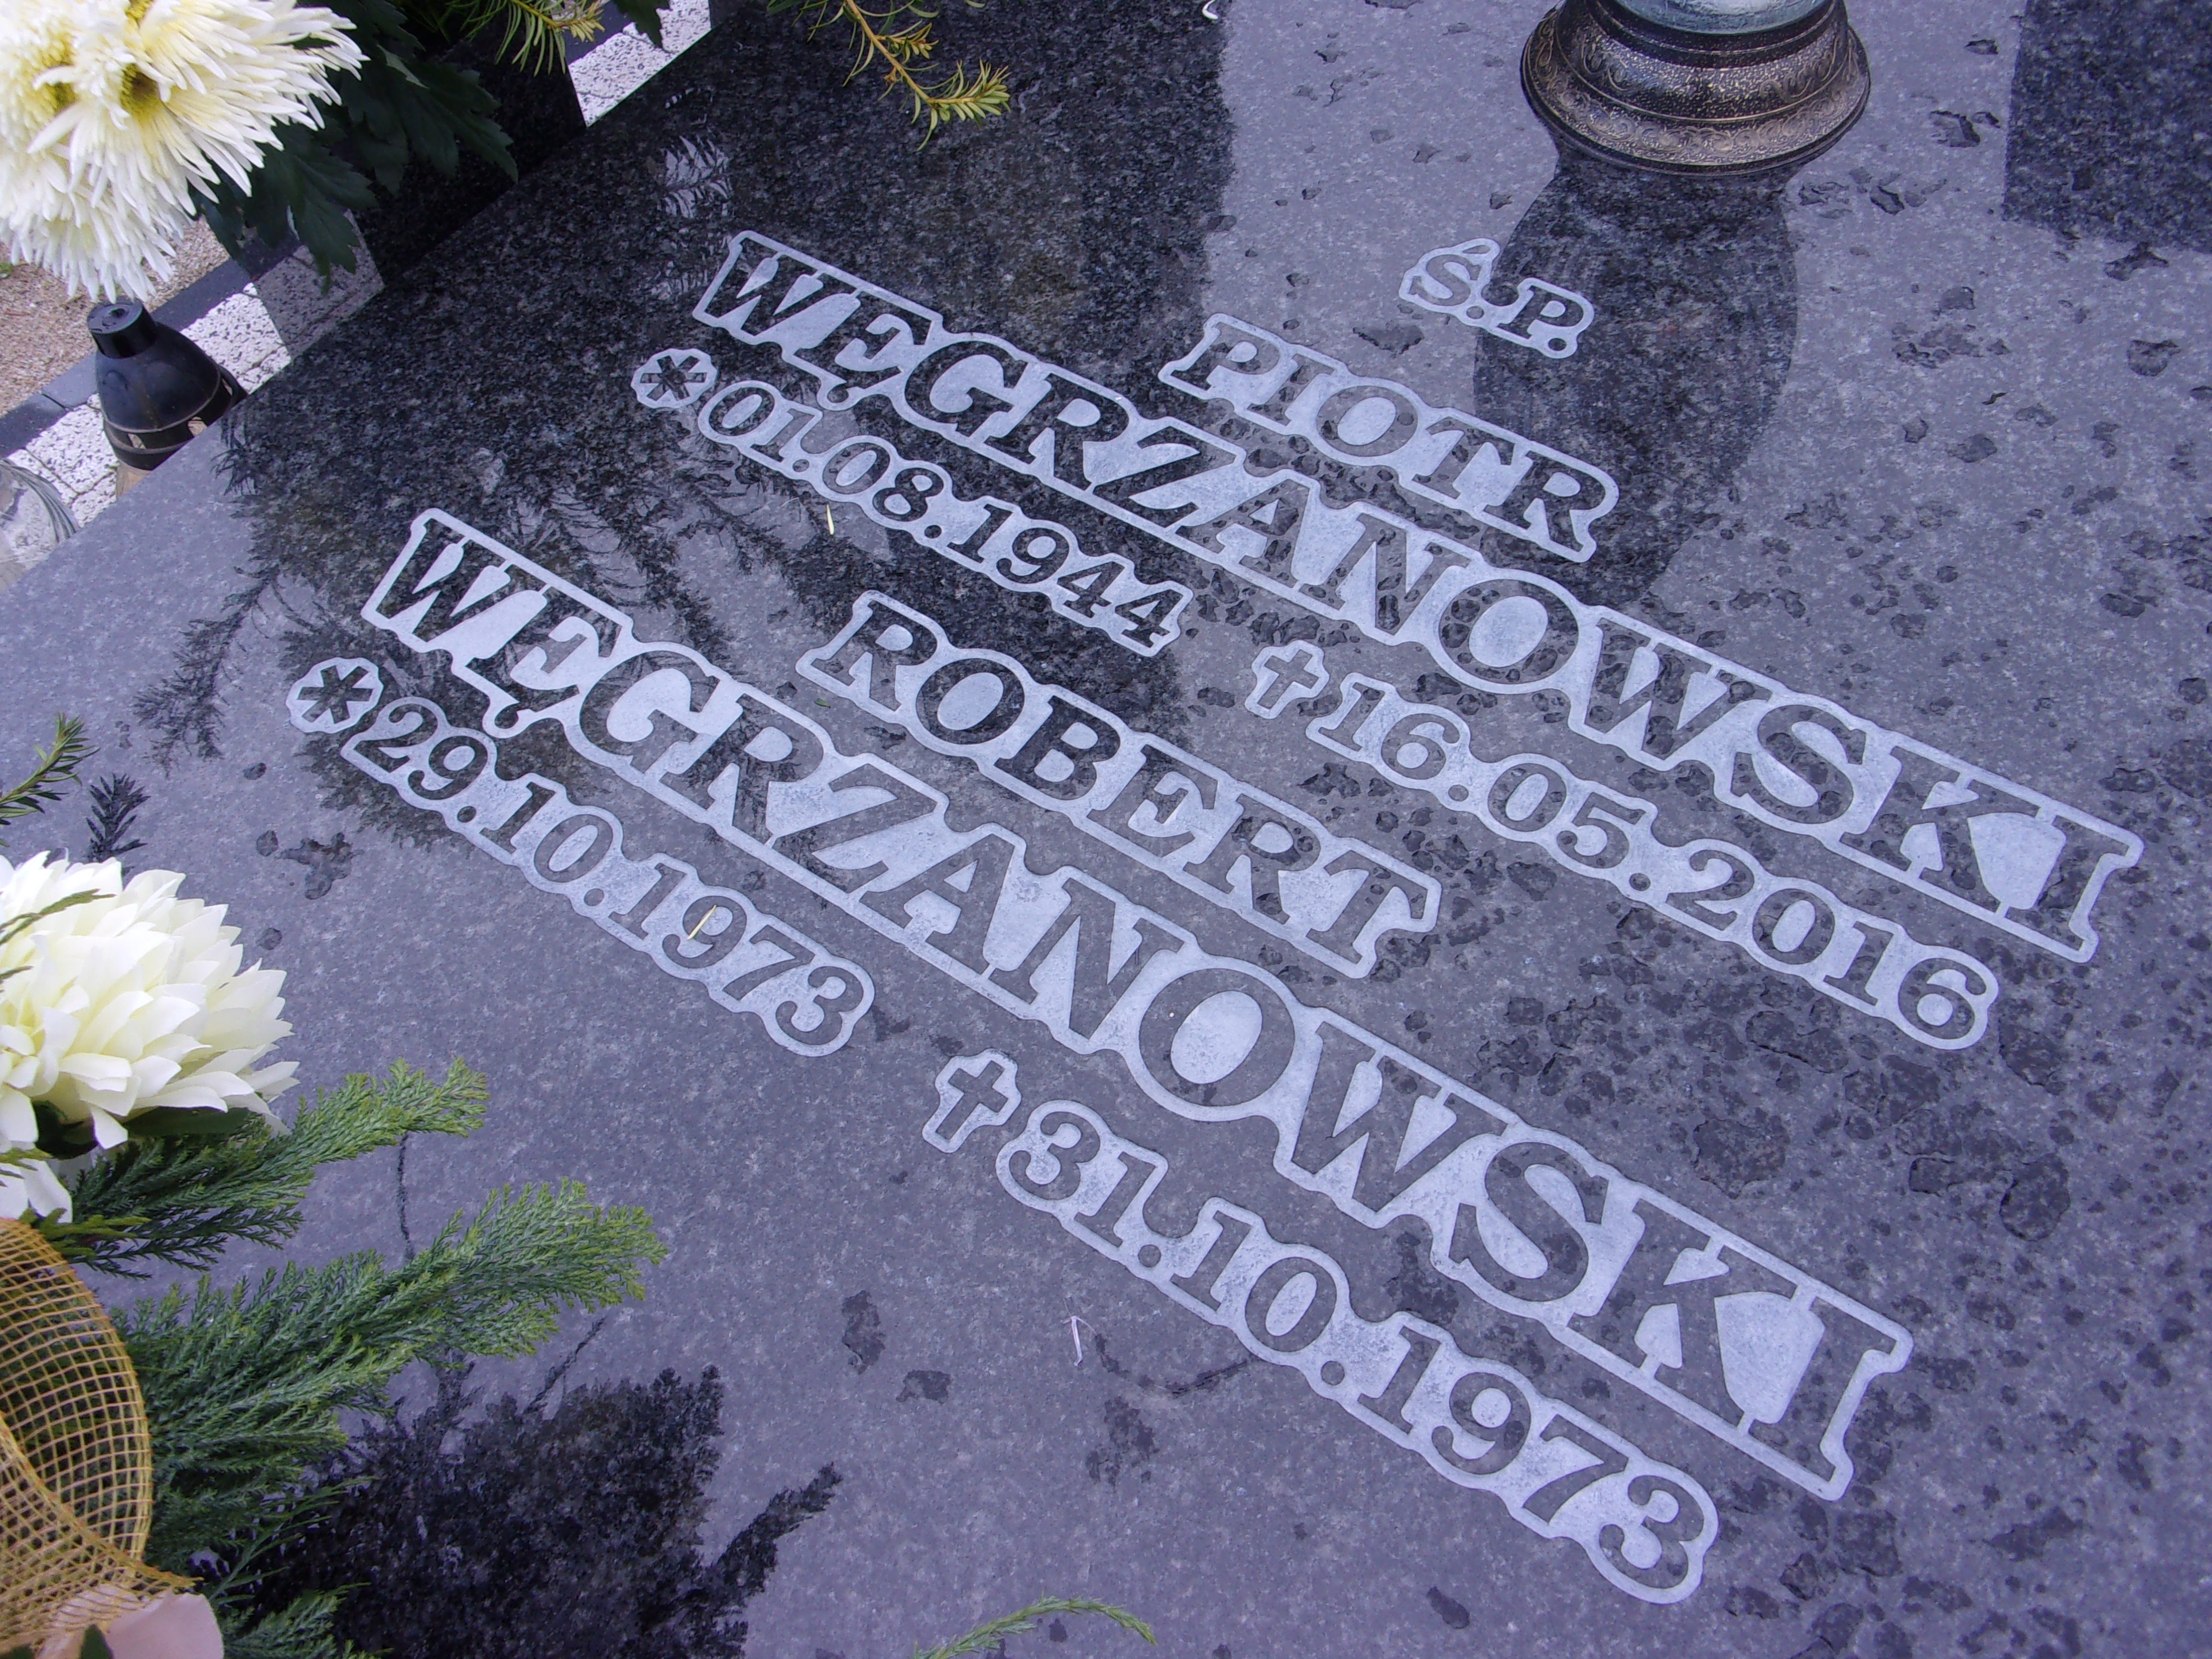 Ś.P.
PIOTR
WĘGRZANOWSKI
* 01.08.1944 † 16.05.2016
ROBERT
WĘGRZANOWSKI
* 29.10.1973 † 31.10.1973